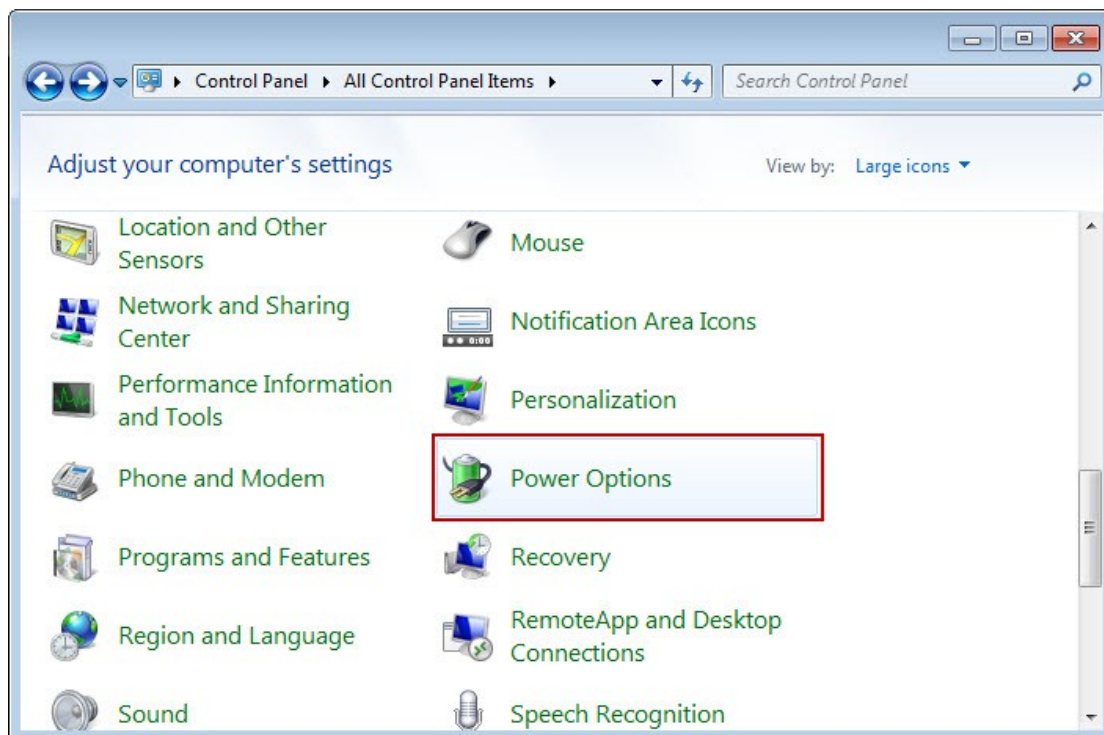 Control Panel
All Control Panel Items
Search Control Panel
Adjust your computer's settings
View by:
Large icons
Location and Other
Sensors
Mouse
Network and Sharing
Center
Notification Area Icons
0:00
Performance Information
and Tools
Personalization
Phone and Modem
Power Options
Programs and Features
Recovery
Region and Language
RemoteApp and Desktop
Connections
Sound
Speech Recognition